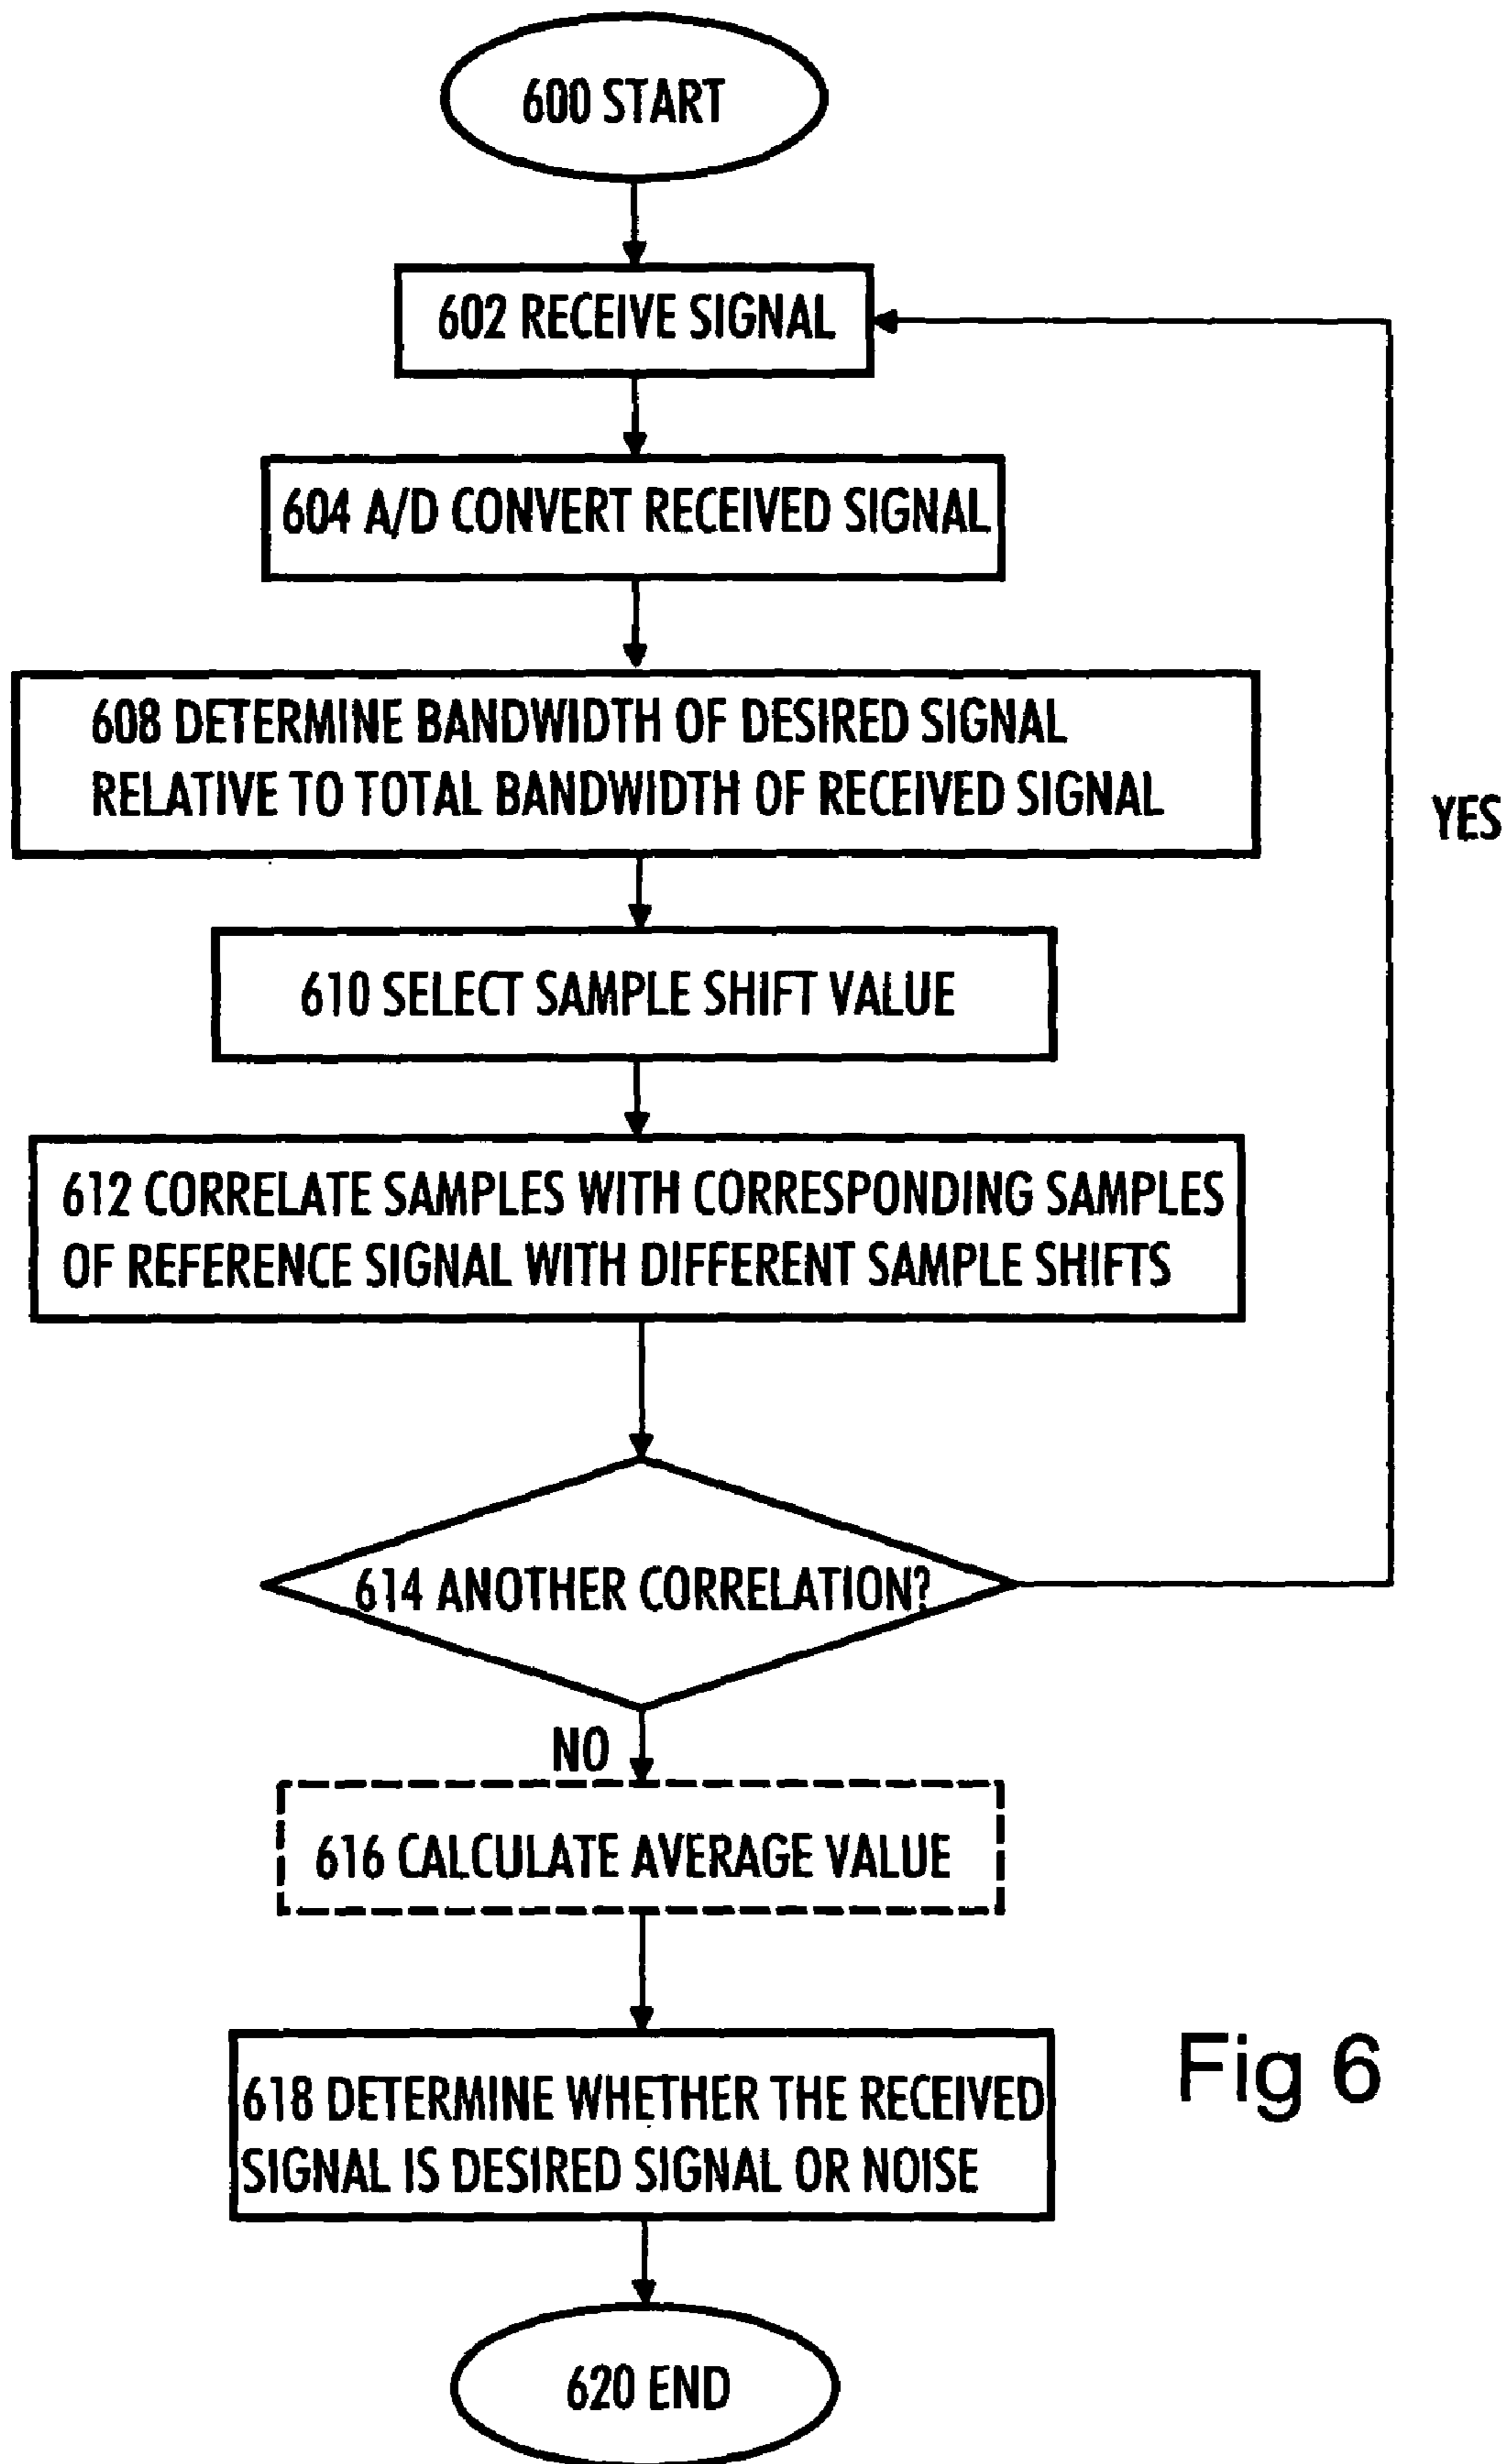 600 START
602 RECEIVE SIGNAL
604 A/D CONVERT RECEIVED SIGNAL
608 DETERMINE BANDWIDTH OF DESIRED SIGNAL
RELATIVE TO TOTAL BANDWIDTH OF RECEIVED SIGNAL
YES
610 SELECT SAMPLE SHIFT VALUE
612 CORRELATE SAMPLES WITH CORRESPONDING SAMPLES
OF REFERENCE SIGNAL WITH DIFFERENT SAMPLE SHIFTS
614 ANOTHER CORRELATION?
NO
616 CALCULATE AVERAGE VALUE
618 DETERMINE WHETHER THE RECEIVED
SIGNAL IS DESIRED SIGNAL OR NOISE
Fig 6
620 END